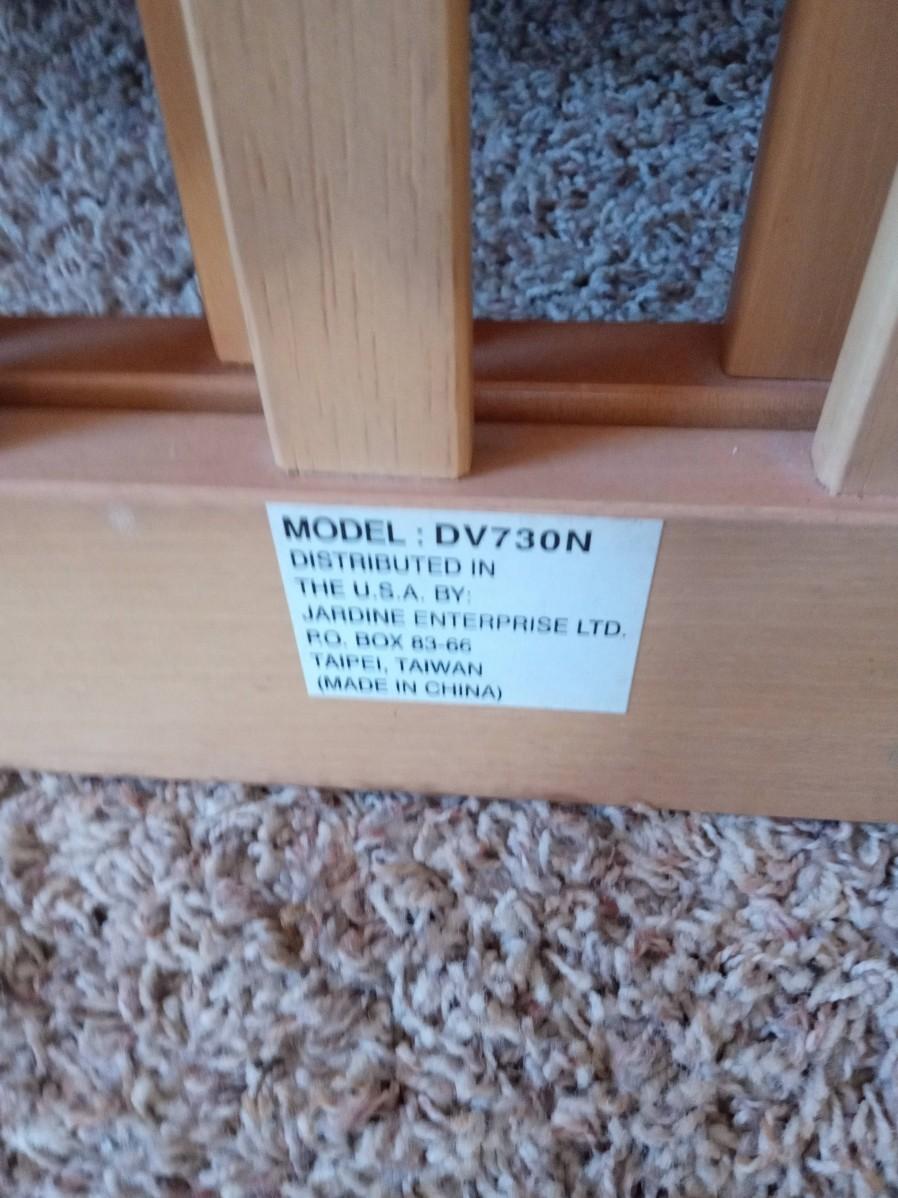 MODEL : DV730N
DISTRIBUTED IN
THE U.S.A. BY:
JARDINE ENTERPRISE LTD.
P.O. BOX 83-66
TAIPEI, TAIWAN
(MADE IN CHINA)